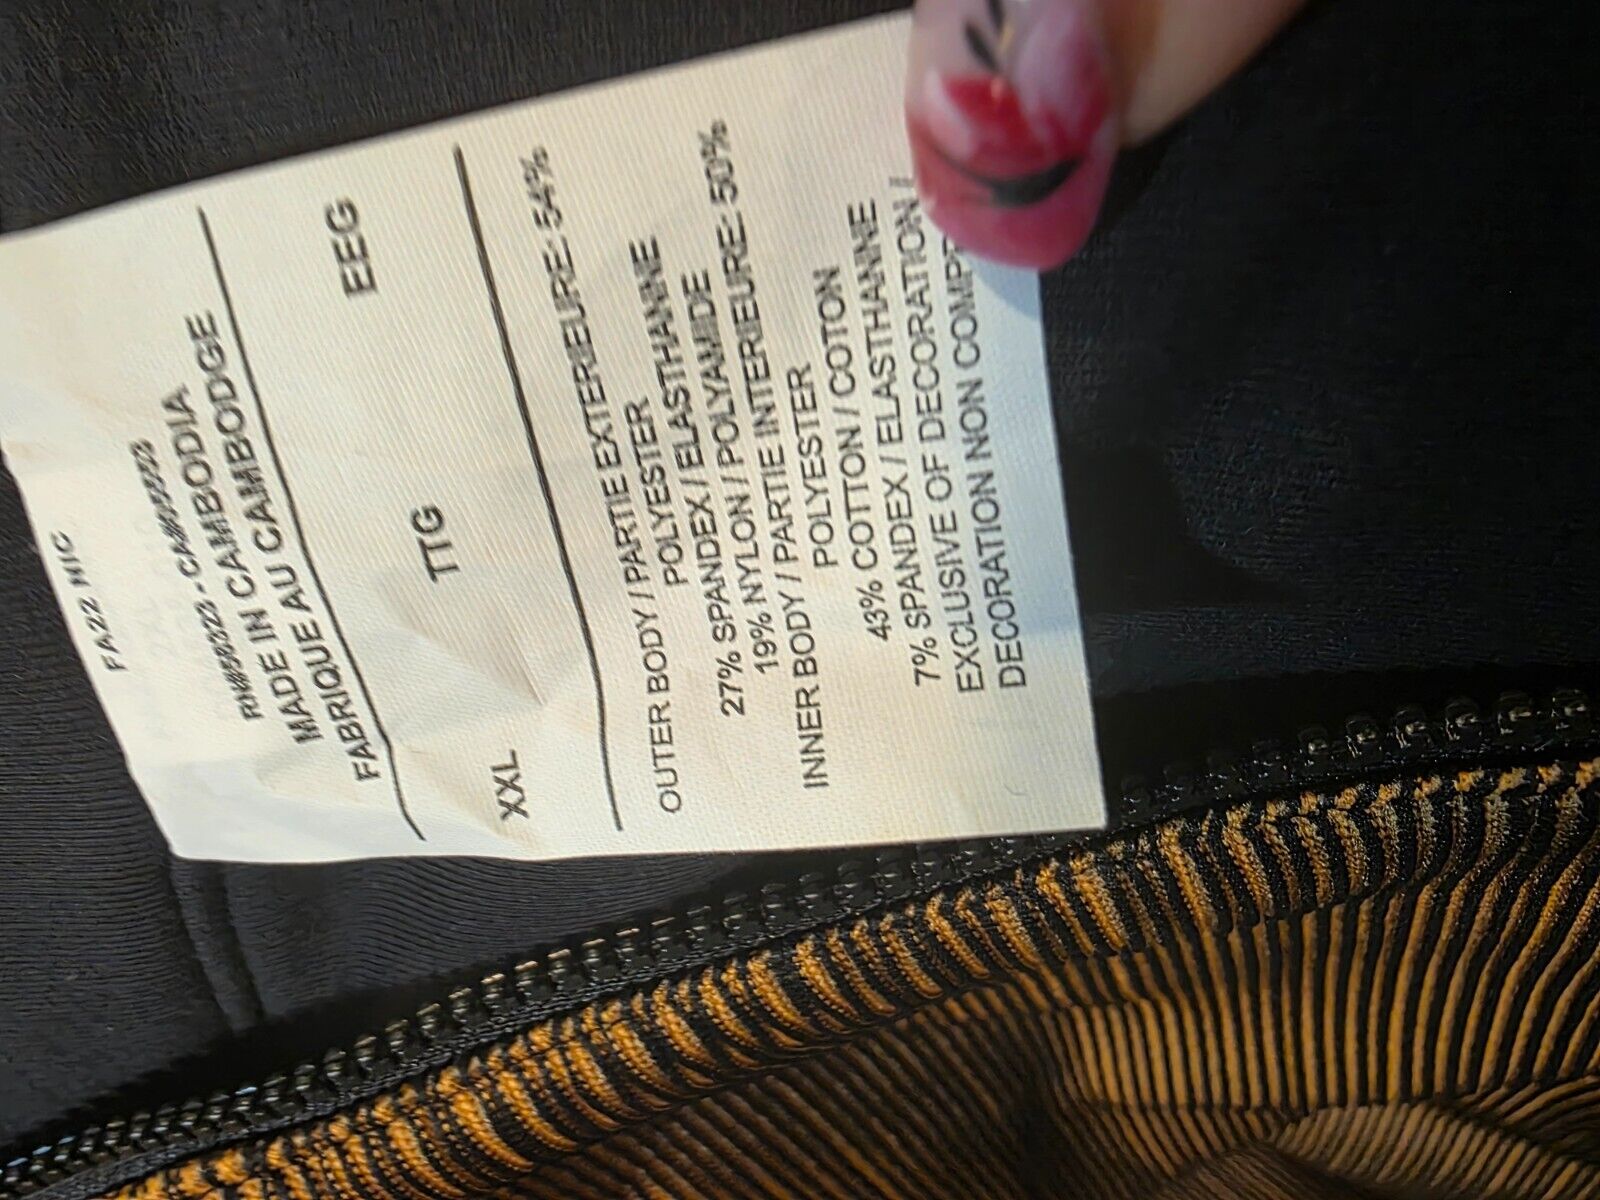 FA22 NIC
MADE IN CAMBODIA
FABRIQUE AU CAMBODGE
XXL TTG EEG
OUTER BODY / PARTIE EXTERIEURE: 54%
POLYESTER
27% SPANDEX / ELASTHANNE
19% NYLON / POLYAMIDE
INNER BODY / PARTIE INTERIEURE: 50%
POLYESTER
43% COTTON / COTON
7% SPANDEX / ELASTHANNE
EXCLUSIVE OF DECORATION /
DECORATION NON